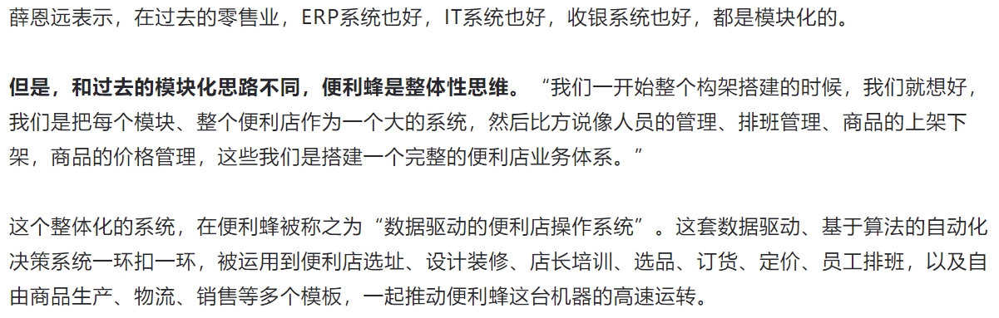 薛恩远表示，在过去的零售业，ERP系统也好，IT系统也好，收银系统也好，都是模块化的。
但是，和过去的模块化思路不同，便利蜂是整体性思维。“我们一开始整个构架搭建的时候，我们就想好，
我们是把每个模块、整个便利店作为一个大的系统，然后比方说像人员的管理、排班管理、商品的上架下
架，商品的价格管理，这些我们是搭建一个完整的便利店业务体系。”
这个整体化的系统，在便利蜂被称之为“数据驱动的便利店操作系统”。这套数据驱动、基于算法的自动化
决策系统一环扣一环，被运用到便利店选址、设计装修、店长培训、选品、订货、定价、员工排班，以及自
由商品生产、物流、销售等多个模板，一起推动便利蜂这台机器的高速运转。